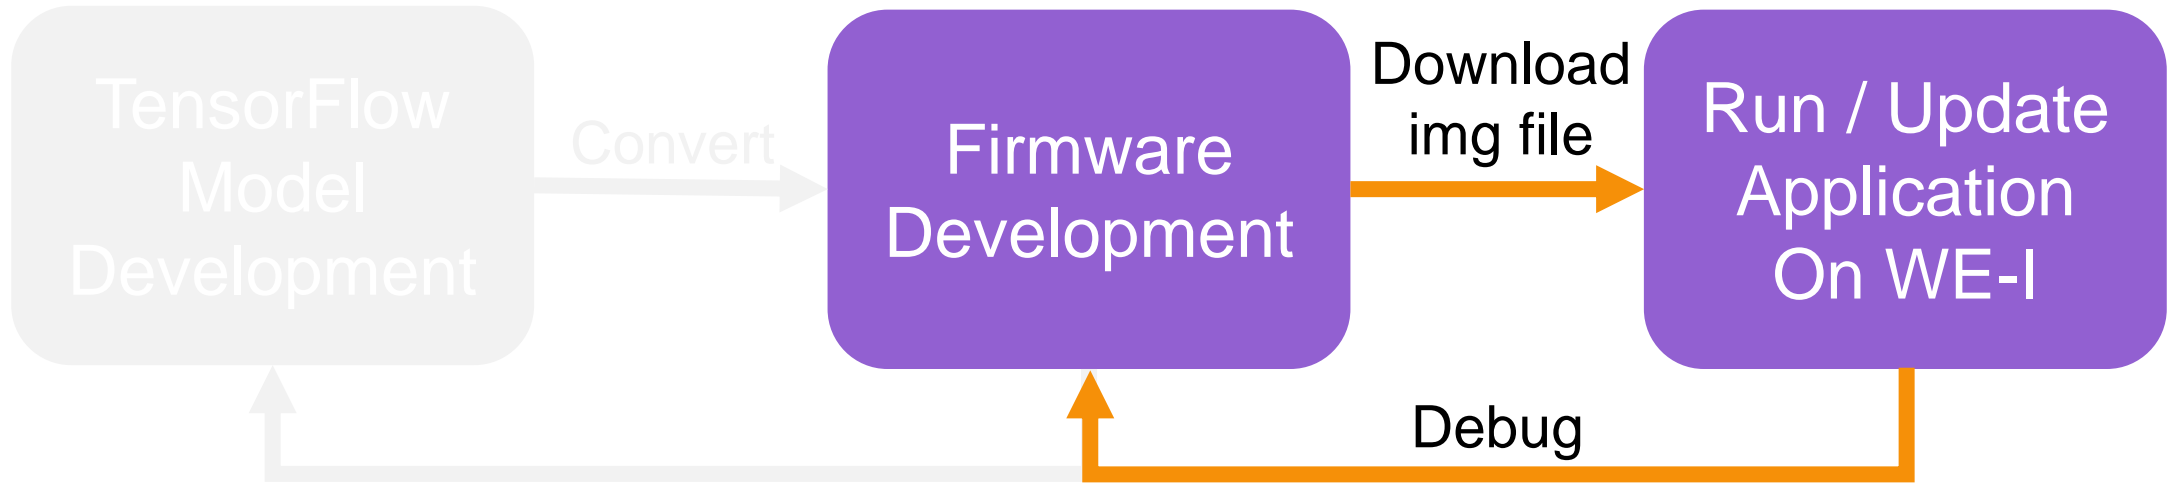 TensorFlow
Model
Development
Convert
Firmware
Development
Download
img file
Run / Update
Application
On WE-I
Debug